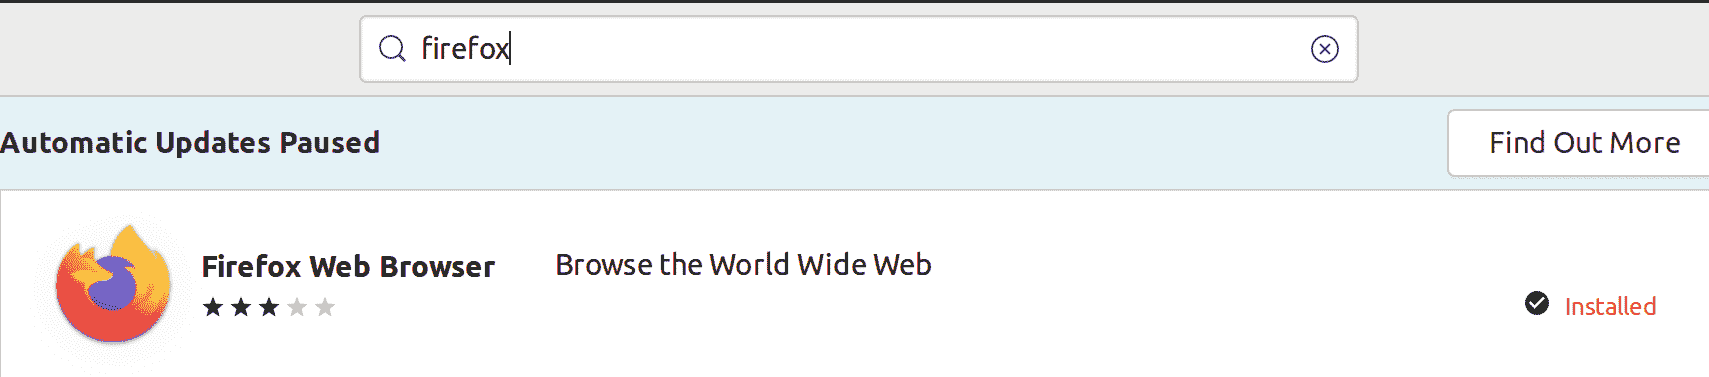 firefox
Automatic Updates Paused
Find Out More
Firefox Web Browser
Browse the World Wide Web
Installed